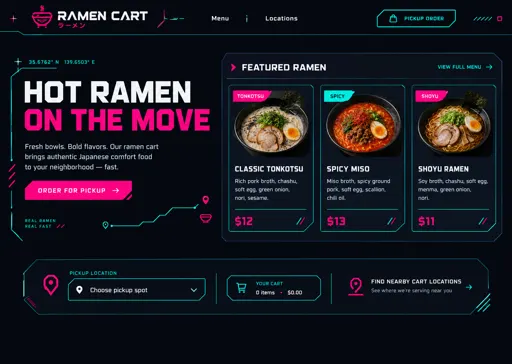 RAMEN CART
ラーメン
Menu
Locations
PICKUP ORDER
35.6762° N 139.6503° E
HOT RAMEN
ON THE MOVE
Fresh bowls. Bold flavors. Our ramen cart
brings authentic Japanese comfort food
to your neighborhood — fast.
ORDER FOR PICKUP
REAL RAMEN
REAL FAST
FEATURED RAMEN
VIEW FULL MENU
TONKOTSU
CLASSIC TONKOTSU
Rich pork broth, chashu,
soft egg, green onion,
nori, sesame.
$12
SPICY
SPICY MISO
Miso broth, spicy ground
pork, soft egg, scallion,
chili oil.
$13
SHOYU
SHOYU RAMEN
Soy broth, chashu, soft egg,
menma, green onion,
nori.
$11
PICKUP LOCATION
Choose pickup spot
YOUR CART
0 items - $0.00
FIND NEARBY CART LOCATIONS
See where we're serving near you